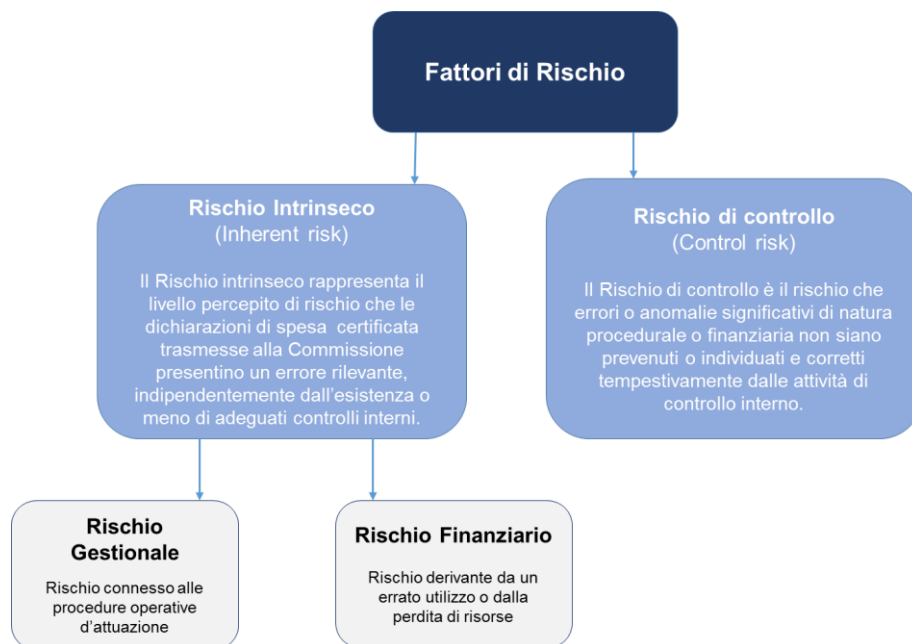 Fattori di Rischio
Rischio Intrinseco
(Inherent risk)
Il Rischio intrinseco rappresenta il
livello percepito di rischio che le
dichiarazioni di spesa certificata
trasmesse alla Commissione
presentino un errore rilevante,
indipendentemente dall'esistenza o
meno di adeguati controlli interni.
Rischio di controllo
(Control risk)
Il Rischio di controllo è il rischio che
errori o anomalie significativi di natura
procedurale o finanziaria non siano
prevenuti o individuati e corretti
tempestivamente dalle attività di
controllo interno.
Rischio
Gestionale
Rischio connesso alle
procedure operative
d'attuazione
Rischio Finanziario
Rischio derivante da un
errato utilizzo o dalla
perdita di risorse